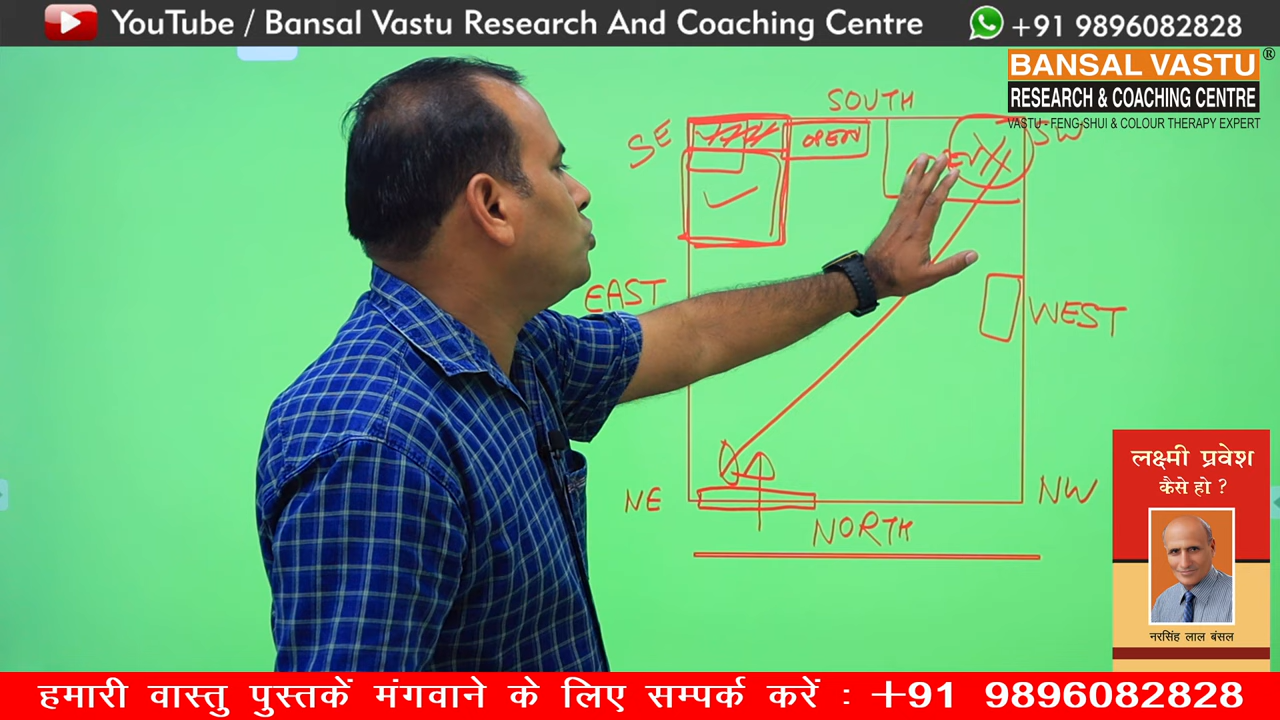 YouTube / Bansal Vastu Research And Coaching Centre
+91 9896082828
BANSAL VASTU®
RESEARCH & COACHING CENTRE
VASTU - FENG-SHUI & COLOUR THERAPY EXPERT
SOUTH
SE
OPEN
SW
EAST
WEST
NE
NW
NORTH
लक्ष्मी प्रवेश
कैसे हो ?
नरसिंह लाल बंसल
हमारी वास्तु पुस्तकें मंगवाने के लिए सम्पर्क करें : +91 9896082828